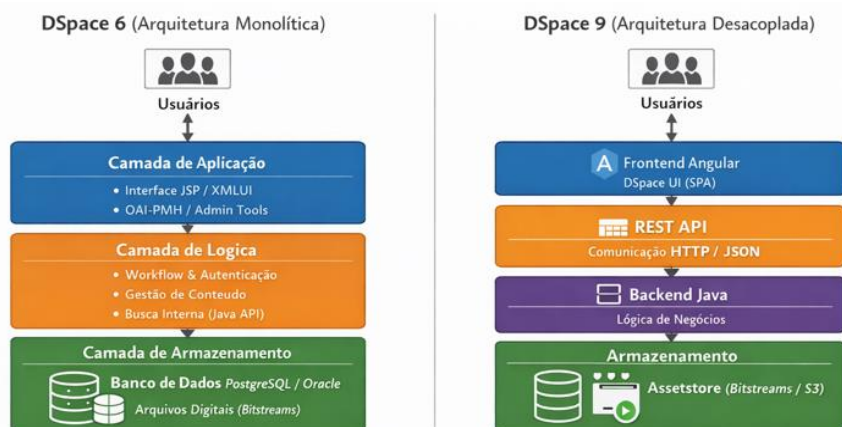 DSpace 6 (Arquitetura Monolítica)
Usuários
Camada de Aplicação
• Interface JSP / XMLUI
• OAI-PMH / Admin Tools
Camada de Logica
• Workflow & Autenticação
• Gestão de Conteudo
• Busca Interna (Java API)
Camada de Armazenamento
Banco de Dados PostgreSQL / Oracle
Arquivos Digitais (Bitstreams)
DSpace 9 (Arquitetura Desacoplada)
Usuários
A Frontend Angular
DSpace UI (SPA)
REST API
Comunicação HTTP / JSON
Backend Java
Lógica de Negócios
Armazenamento
Assetstore (Bitstreams / S3)